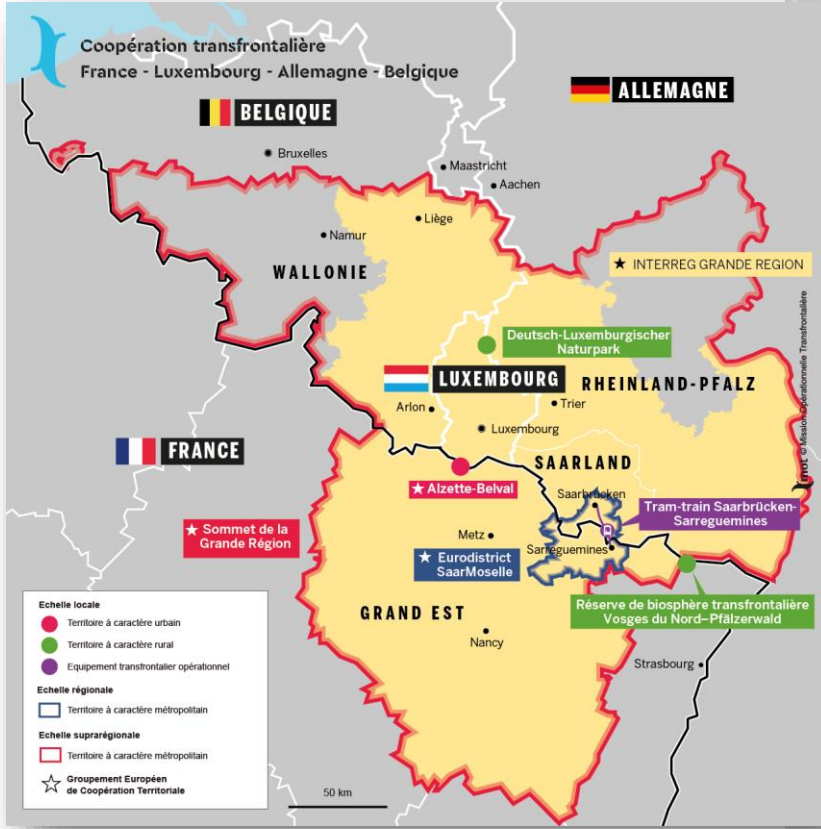 Coopération transfrontalière
France - Luxembourg - Allemagne - Belgique
ALLEMAGNE
BELGIQUE
Bruxelles
Maastricht
Aachen
Liège
Namur
WALLONIE
★ INTERREG GRANDE REGION
Deutsch-Luxemburgischer
Naturpark
LUXEMBOURG
RHEINLAND-PFALZ
Arlon
Trier
Luxembourg
FRANCE
SAARLAND
★ Alzette-Belval
Saarbrücken
Tram-train Saarbrücken-
Sarreguemines
★ Sommet de la
Grande Région
Metz
Sarreguemines
★ Eurodistrict
SaarMoselle
Réserve de biosphère transfrontalière
Vosges du Nord–Pfälzerwald
GRAND EST
Nancy
Strasbourg
Echelle locale
Territoire à caractère urbain
Territoire à caractère rural
Equipement transfrontalier opérationnel
Echelle régionale
Territoire à caractère métropolitain
Echelle suprarégionale
Territoire à caractère métropolitain
Groupement Européen
de Coopération Territoriale
50 km
mot © Mission Opérationnelle Transfrontalière